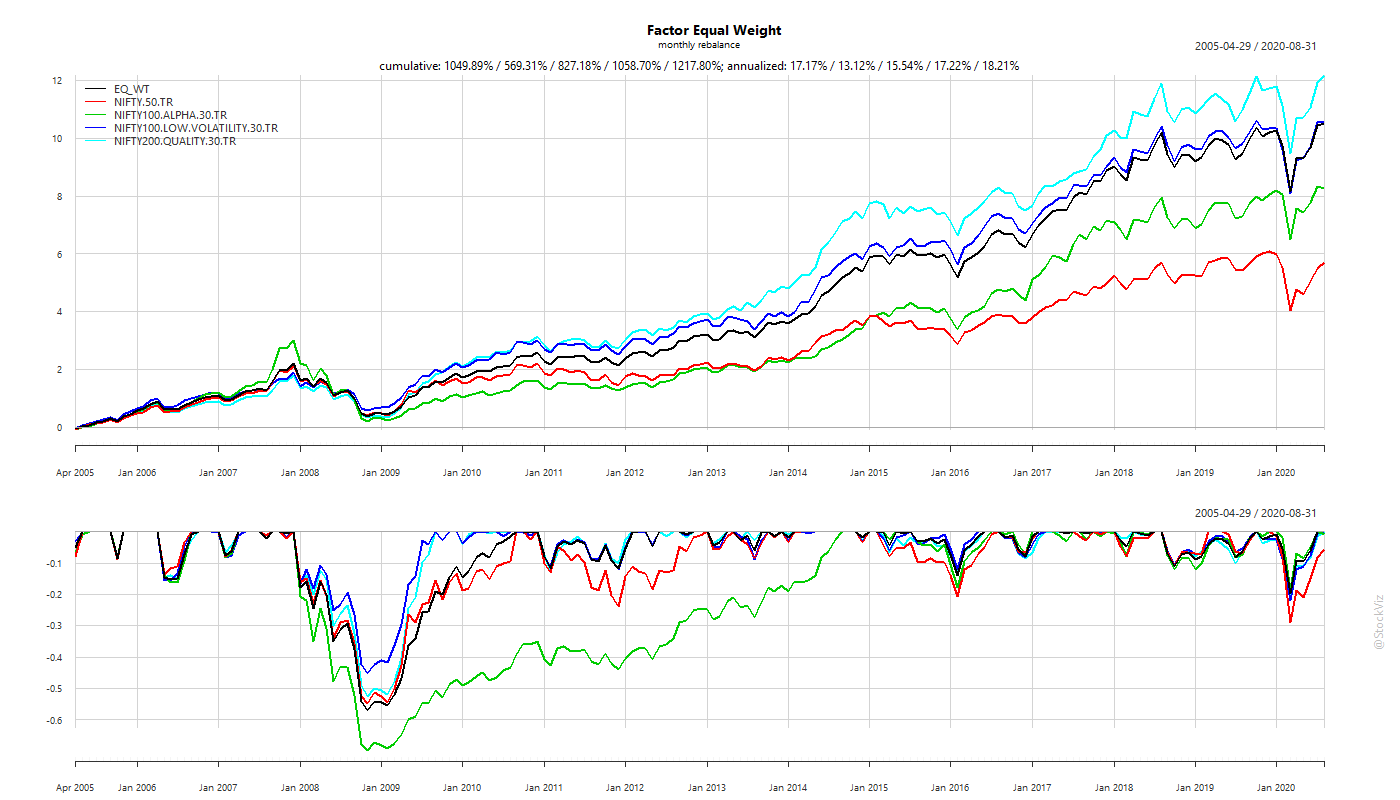 Factor Equal Weight
monthly rebalance
2005-04-29 / 2020-08-31
cumulative: 1049.89% / 569.31% / 827.18% / 1058.70% / 1217.80%; annualized: 17.17% / 13.12% / 15.54% / 17.22% / 18.21%
EQ_WT
NIFTY.50.TR
NIFTY100.ALPHA.30.TR
NIFTY100.LOW.VOLATILITY.30.TR
NIFTY200.QUALITY.30.TR
12
10
8
6
4
2
0
Apr 2005 Jan 2006 Jan 2007 Jan 2008 Jan 2009 Jan 2010 Jan 2011 Jan 2012 Jan 2013 Jan 2014 Jan 2015 Jan 2016 Jan 2017 Jan 2018 Jan 2019 Jan 2020
2005-04-29 / 2020-08-31
-0.1
-0.2
-0.3
-0.4
-0.5
-0.6
Apr 2005 Jan 2006 Jan 2007 Jan 2008 Jan 2009 Jan 2010 Jan 2011 Jan 2012 Jan 2013 Jan 2014 Jan 2015 Jan 2016 Jan 2017 Jan 2018 Jan 2019 Jan 2020
@StockViz